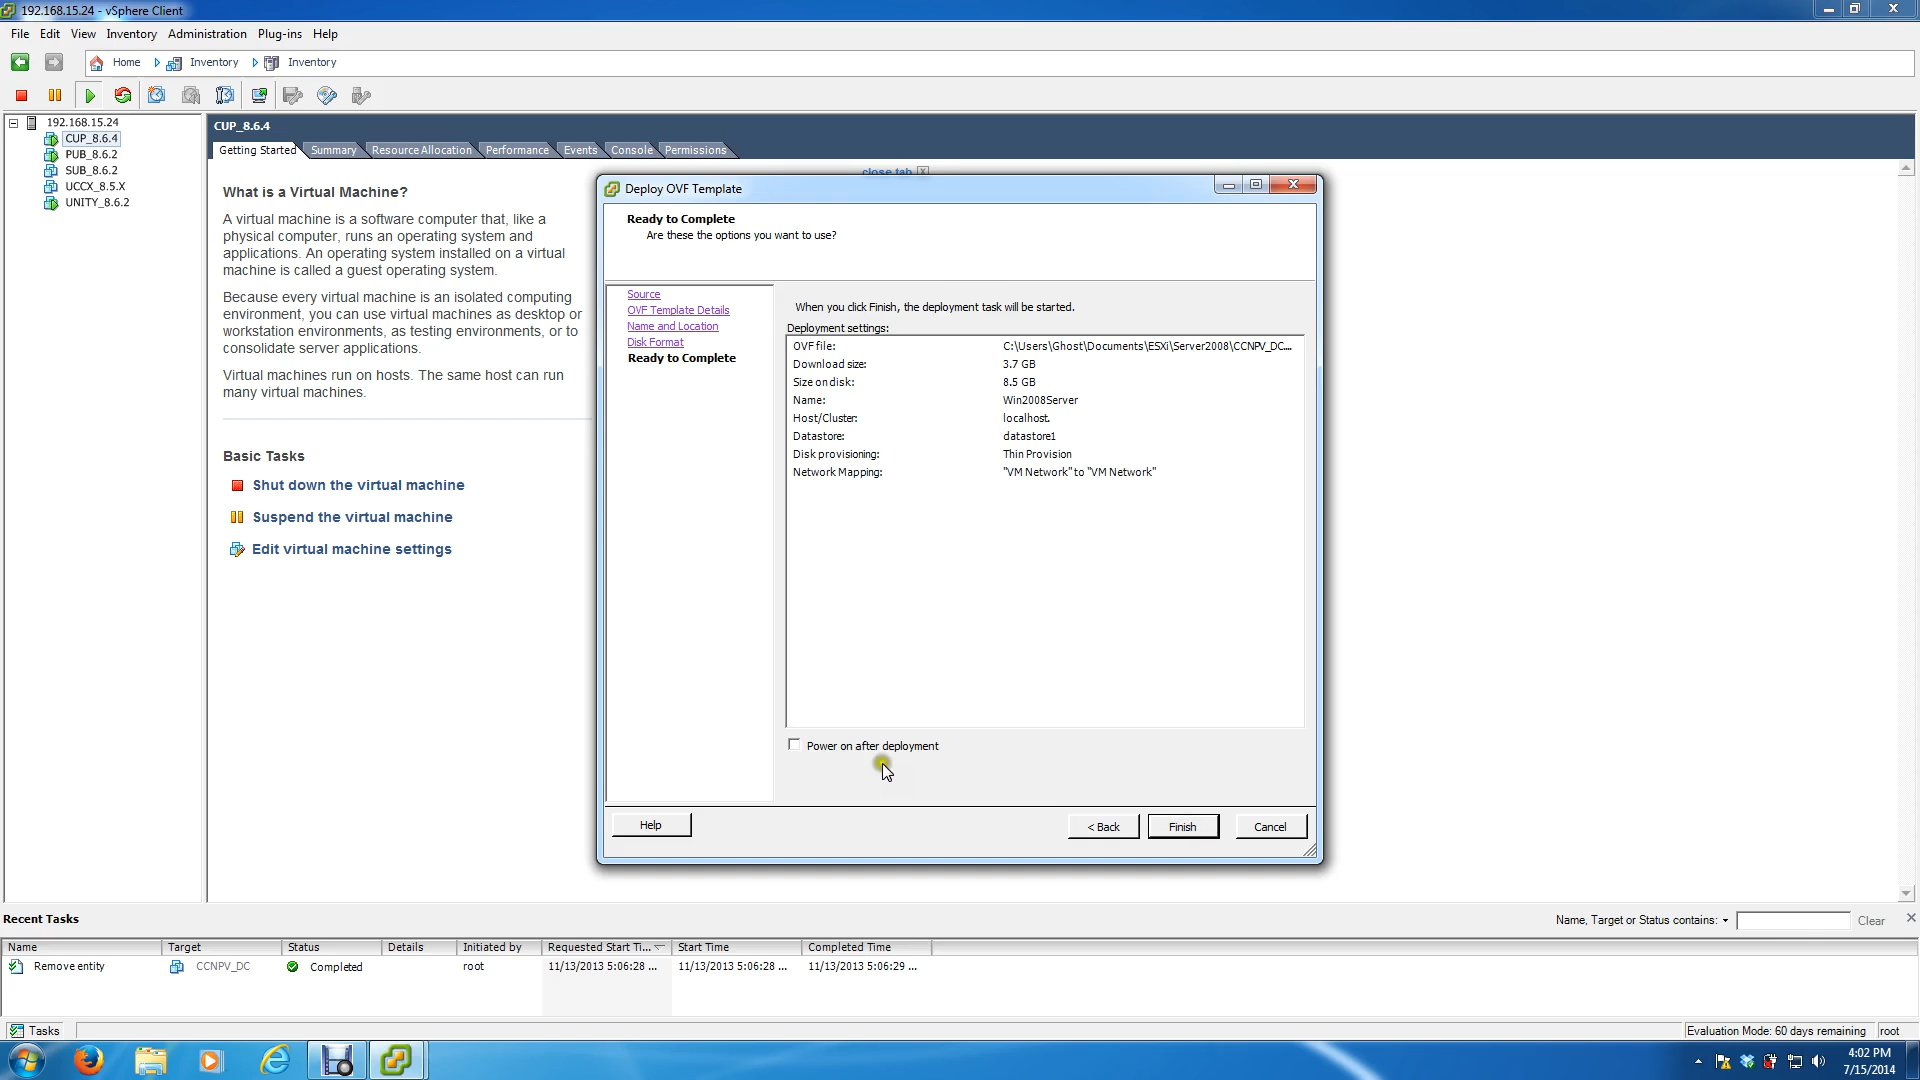 192.168.15.24 - vSphere Client
File Edit View Inventory Administration Plug-ins Help
Home Inventory Inventory
192.168.15.24
CUP_8.6.4
PUB_8.6.2
SUB_8.6.2
UCCX_8.5.X
UNITY_8.6.2
CUP_8.6.4
Getting Started Summary Resource Allocation Performance Events Console Permissions
close tab
What is a Virtual Machine?
A virtual machine is a software computer that, like a
physical computer, runs an operating system and
applications. An operating system installed on a virtual
machine is called a guest operating system.
Because every virtual machine is an isolated computing
environment, you can use virtual machines as desktop or
workstation environments, as testing environments, or to
consolidate server applications.
Virtual machines run on hosts. The same host can run
many virtual machines.
Basic Tasks
Shut down the virtual machine
Suspend the virtual machine
Edit virtual machine settings
Deploy OVF Template
Ready to Complete
Are these the options you want to use?
Source
OVF Template Details
Name and Location
Disk Format
Ready to Complete
When you click Finish, the deployment task will be started.
Deployment settings:
OVF file: C:\Users\Ghost\Documents\ESXi\Server2008\CCNPV_DC...
Download size: 3.7 GB
Size on disk: 8.5 GB
Name: Win2008Server
Host/Cluster: localhost.
Datastore: datastore1
Disk provisioning: Thin Provision
Network Mapping: "VM Network" to "VM Network"
Power on after deployment
Help < Back Finish Cancel
Recent Tasks
Name, Target or Status contains: Clear
Name Target Status Details Initiated by Requested Start Ti... Start Time Completed Time
Remove entity CCNPV_DC Completed root 11/13/2013 5:06:28 ... 11/13/2013 5:06:28 ... 11/13/2013 5:06:29 ...
Tasks Evaluation Mode: 60 days remaining root
4:02 PM
7/15/2014